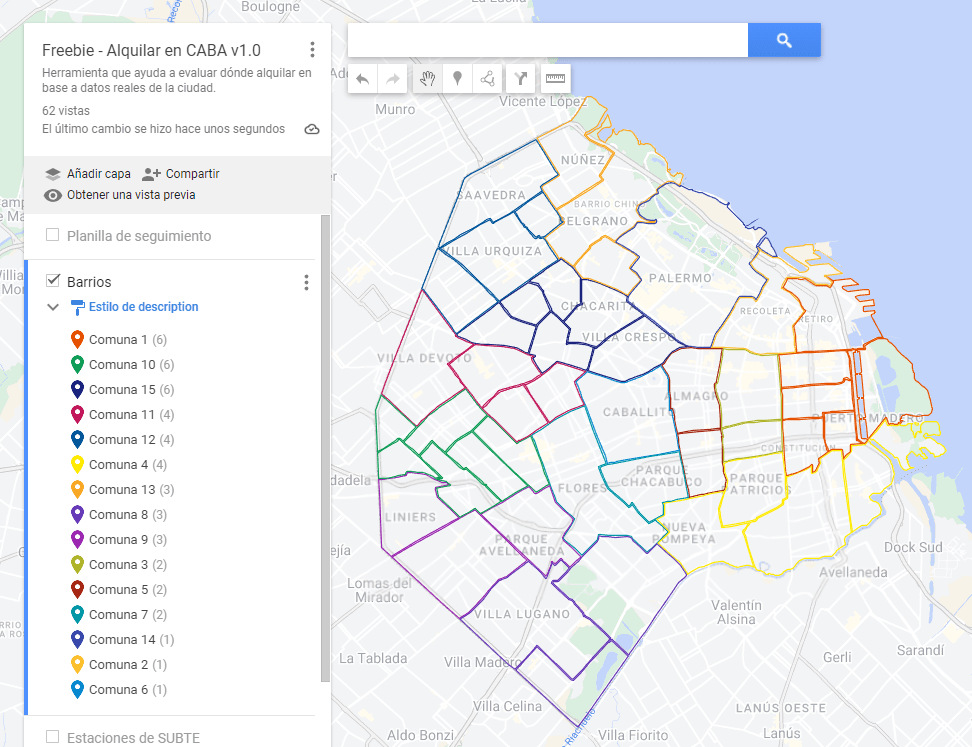 Boulogne
Freebie - Alquilar en CABA v1.0
Herramienta que ayuda a evaluar dónde alquilar en
base a datos reales de la ciudad.
62 vistas
El último cambio se hizo hace unos segundos
Añadir capa
Compartir
Obtener una vista previa
Planilla de seguimiento
Barrios
Estilo de description
Comuna 1 (6)
Comuna 10 (6)
Comuna 15 (6)
Comuna 11 (4)
Comuna 12 (4)
Comuna 4 (4)
Comuna 13 (3)
Comuna 8 (3)
Comuna 9 (3)
Comuna 3 (2)
Comuna 5 (2)
Comuna 7 (2)
Comuna 14 (1)
Comuna 2 (1)
Comuna 6 (1)
Estaciones de SUBTE
Munro
Vicente López
NÚÑEZ
SAAVEDRA
BARRIO CHINO
BELGRANO
VILLA URQUIZA
PALERMO
CHACARITA
RECOLETA
RETIRO
VILLA CRESPO
VILLA DEVOTO
ALMAGRO
CABALLITO
PUERTO MADERO
CONSTITUCIÓN
PARQUE
CHACABUCO
PARQUE
PATRICIOS
FLORES
LINIERS
NUEVA
POMPEYA
PARQUE
AVELLANEDA
Dock Sud
Avellaneda
Lomas del
Mirador
Valentín
Alsina
VILLA LUGANO
Sarandí
Gerli
La Tablada
Villa Madero
Villa Celina
LANÚS OESTE
Lanús
Aldo Bonzi
Riachuelo
Villa Fiorito